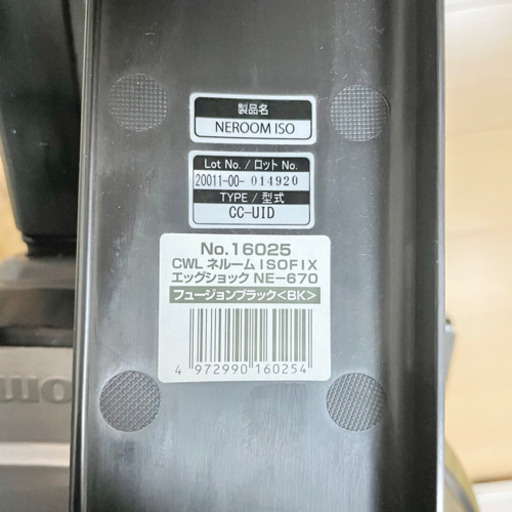 製品名
NEROOM ISO
Lot No. / ロット No.
20011-00- 014920
TYPE / 型式
CC-UID
No.16025
CWL ネルーム ISOFIX
エッグショック NE-670
フュージョンブラック<BK>
4 972990 160254